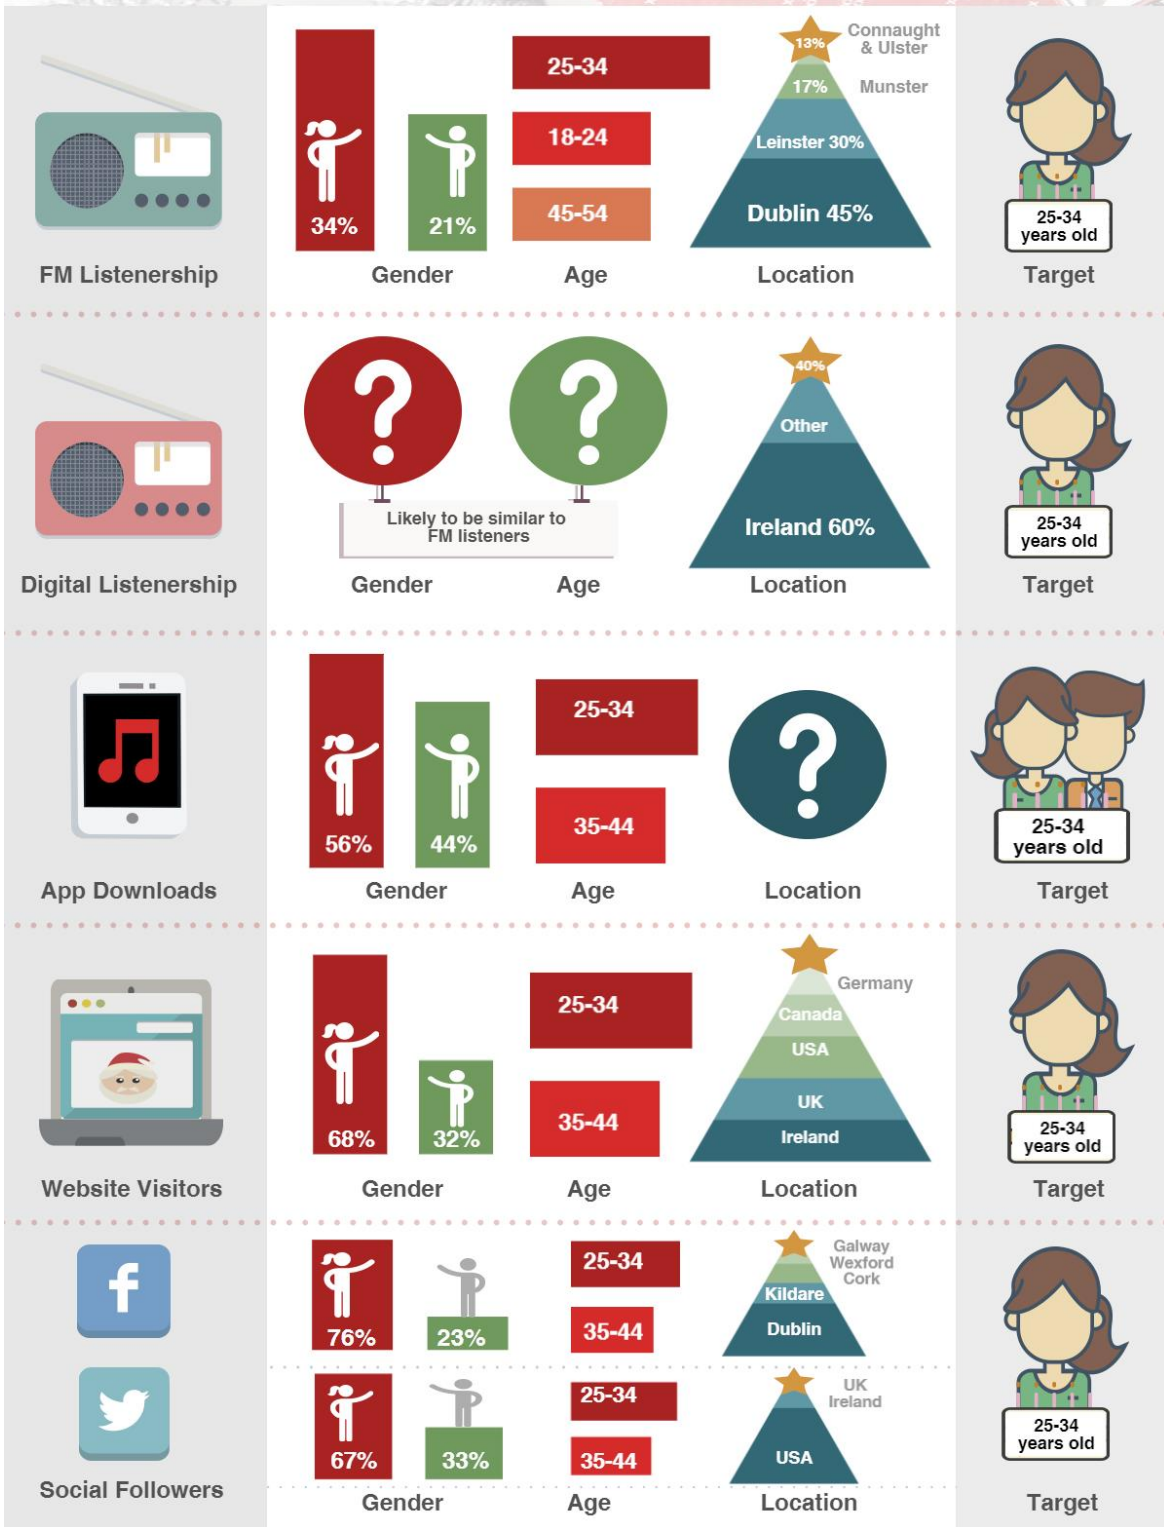 25-34
18-24
45-54
34%
21%
13%
Connaught
& Ulster
17%
Munster
Leinster 30%
Dublin 45%
25-34
years old
FM Listenership
Gender
Age
Location
Target
?
?
Likely to be similar to
FM listeners
40%
Other
Ireland 60%
25-34
years old
Digital Listenership
Gender
Age
Location
Target
56%
44%
25-34
35-44
?
25-34
years old
App Downloads
Gender
Age
Location
Target
68%
32%
25-34
35-44
Germany
Canada
USA
UK
Ireland
25-34
years old
Website Visitors
Gender
Age
Location
Target
f
76%
23%
25-34
35-44
Galway
Wexford
Cork
Kildare
Dublin
67%
33%
25-34
35-44
UK
Ireland
USA
25-34
years old
Social Followers
Gender
Age
Location
Target